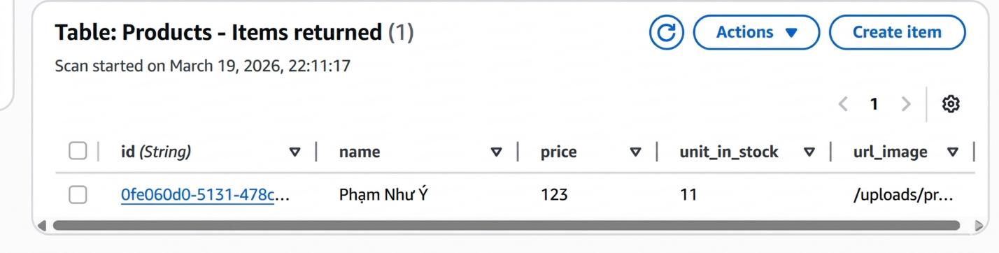 Table: Products - Items returned (1)
Actions
Create item
Scan started on March 19, 2026, 22:11:17
1
id (String) name price unit_in_stock url_image
0fe060d0-5131-478c... Phạm Như Ý 123 11 /uploads/pr...